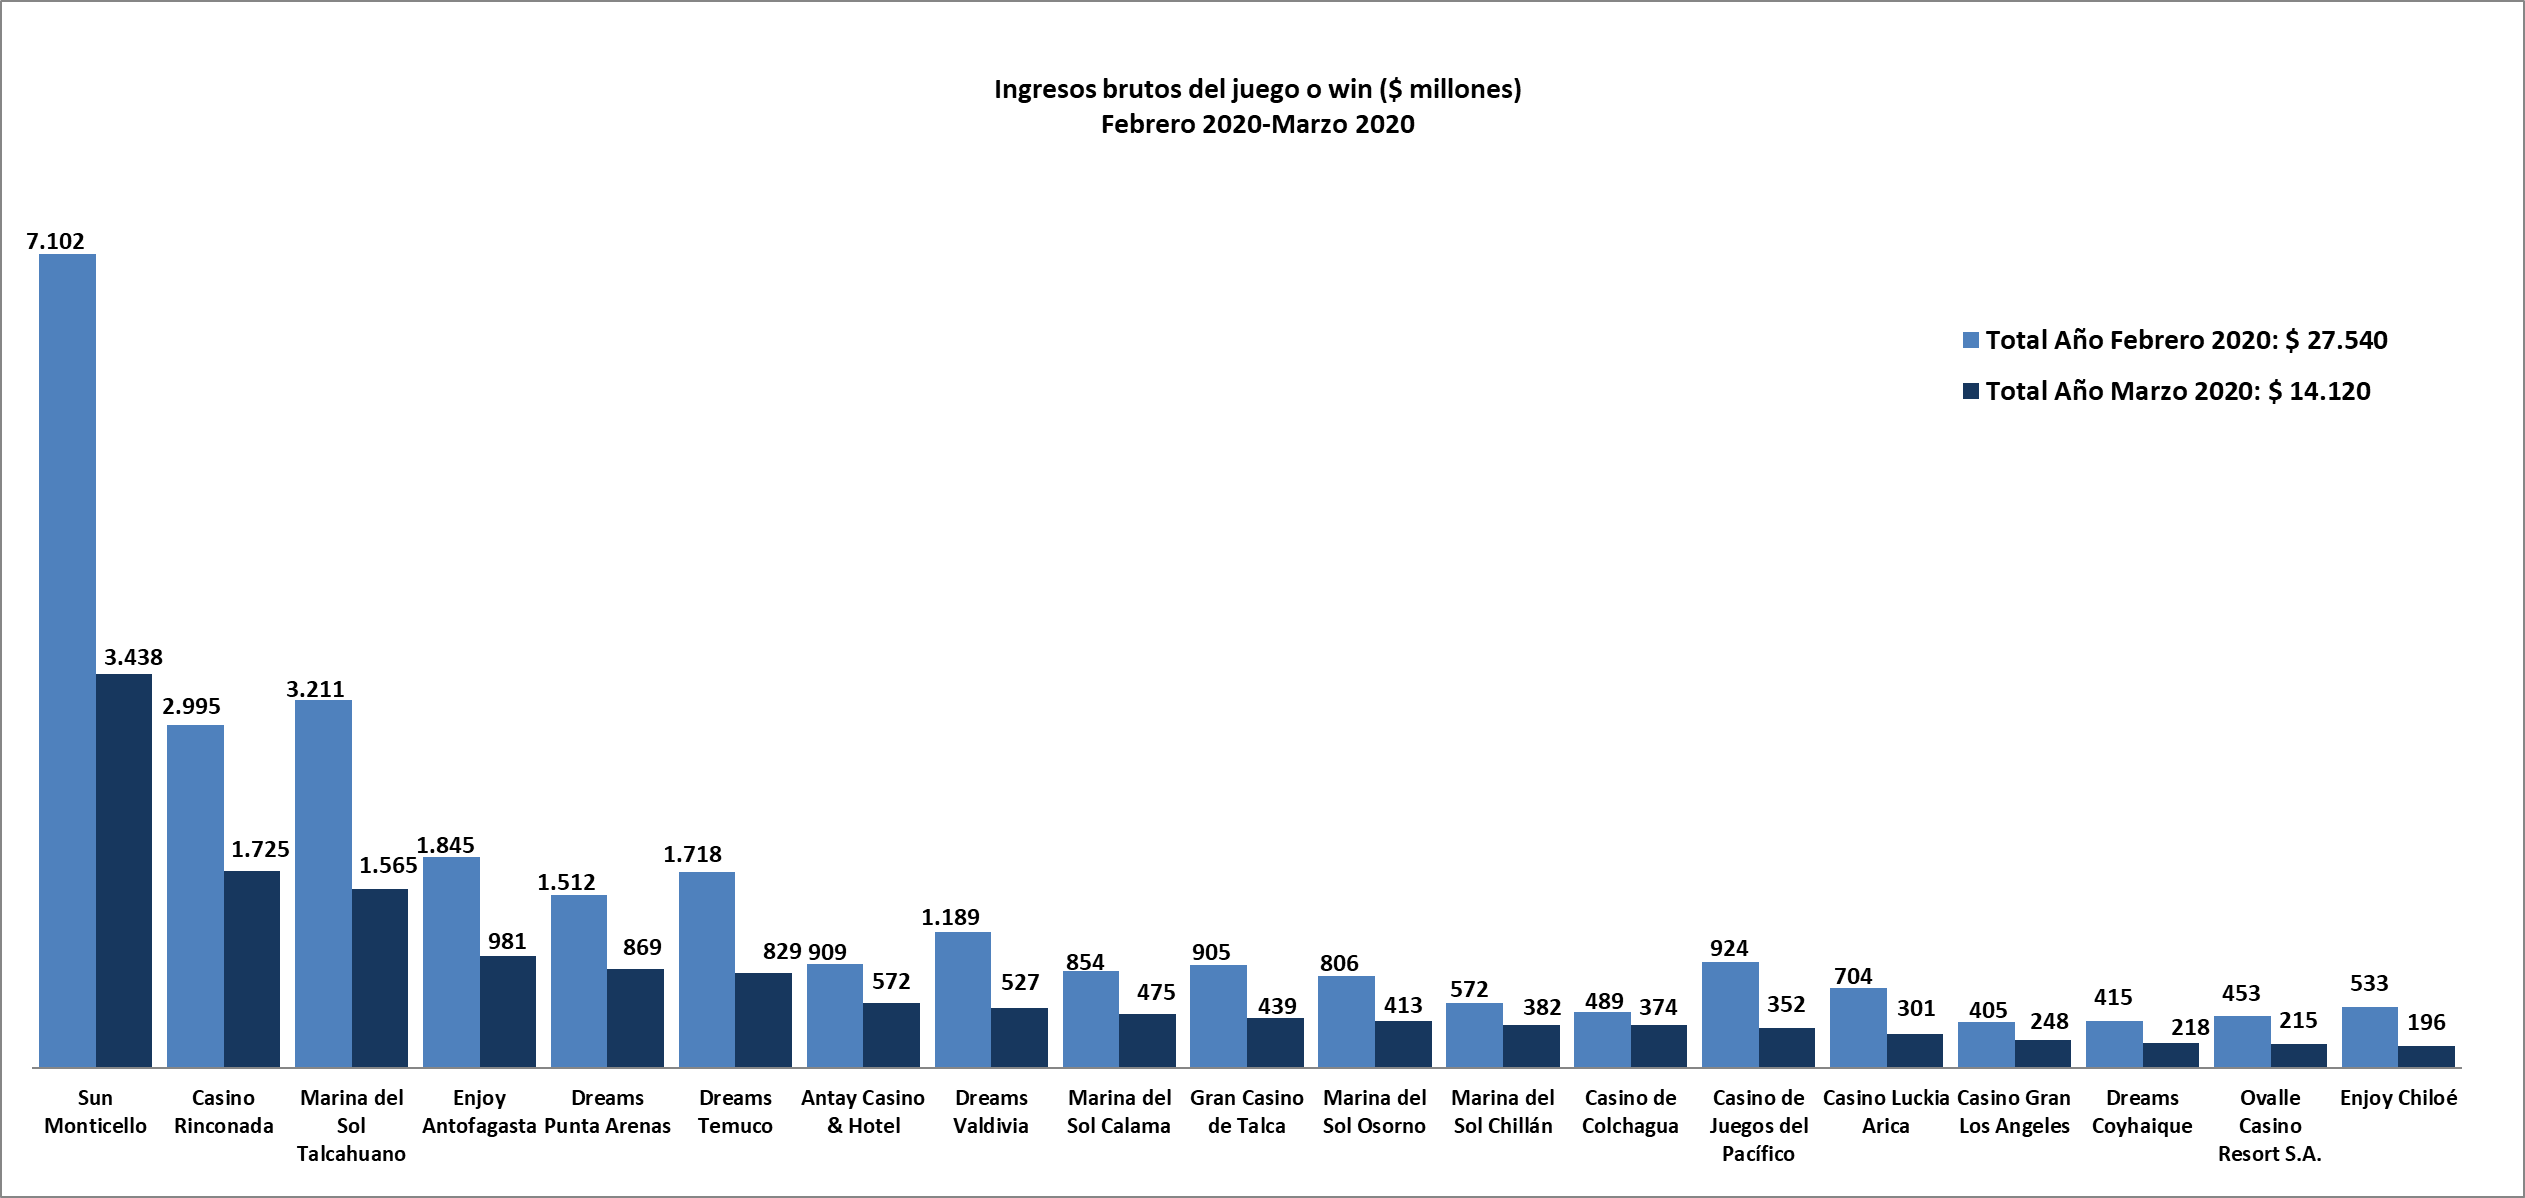 Ingresos brutos del juego o win ($ millones)
Febrero 2020-Marzo 2020
Total Año Febrero 2020: $ 27.540
Total Año Marzo 2020: $ 14.120
7.102
3.438
2.995
1.725
3.211
1.565
1.845
981
1.512
869
1.718
829
909
572
1.189
527
854
475
905
439
806
413
572
382
489
374
924
352
704
301
405
248
415
218
453
215
533
196
Sun
Monticello
Casino
Rinconada
Marina del
Sol
Talcahuano
Enjoy
Antofagasta
Dreams
Punta Arenas
Dreams
Temuco
Antay Casino
& Hotel
Dreams
Valdivia
Marina del
Sol Calama
Gran Casino
de Talca
Marina del
Sol Osorno
Marina del
Sol Chillán
Casino de
Colchagua
Casino de
Juegos del
Pacífico
Casino Luckia
Arica
Casino Gran
Los Angeles
Dreams
Coyhaique
Ovalle
Casino
Resort S.A.
Enjoy Chiloé